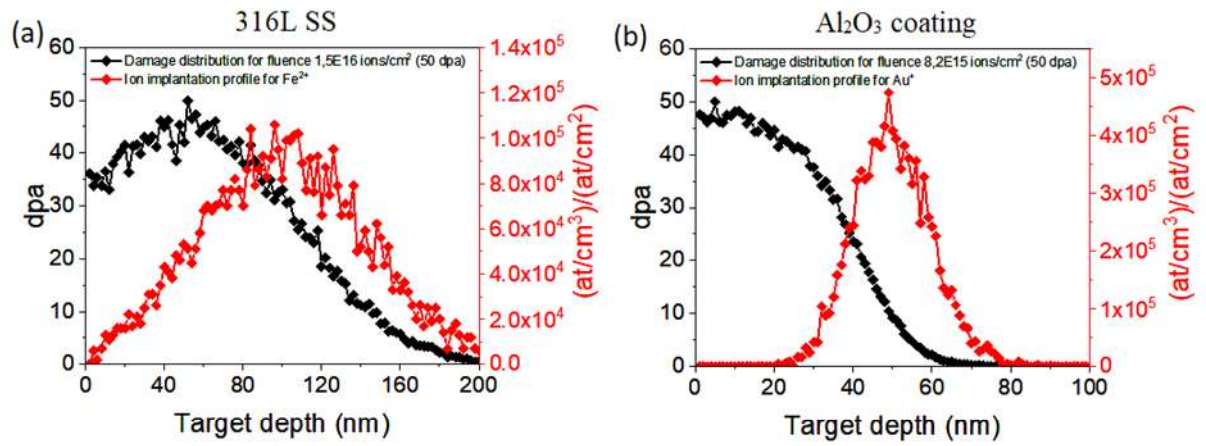 316L SS
(a)
60
50
40
30
20
10
0
dpa
Damage distribution for fluence 1,5E16 ions/cm² (50 dpa)
Ion implantation profile for Fe²⁺
1.4x10⁵
1.2x10⁵
1.0x10⁵
8.0x10⁴
6.0x10⁴
4.0x10⁴
2.0x10⁴
0.0
(at/cm³)/(at/cm²)
0 40 80 120 160 200
Target depth (nm)
Al₂O₃ coating
(b)
60
50
40
30
20
10
0
dpa
Damage distribution for fluence 8,2E15 ions/cm² (50 dpa)
Ion implantation profile for Au⁺
5x10⁵
4x10⁵
3x10⁵
2x10⁵
1x10⁵
0
(at/cm³)/(at/cm²)
0 20 40 60 80 100
Target depth (nm)